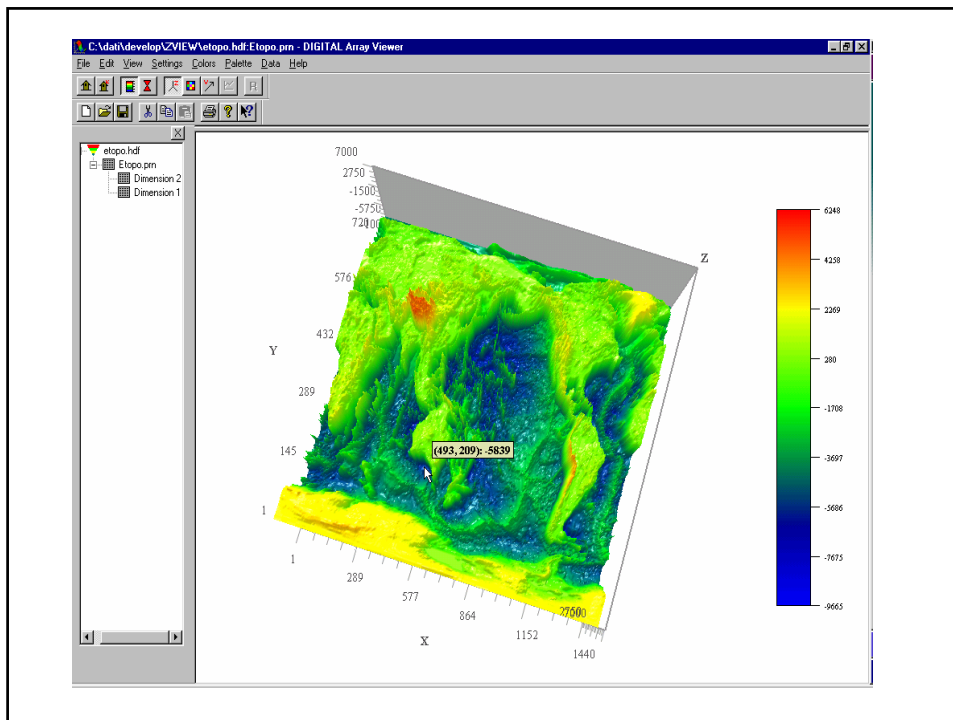 C:\dati\develop\ZVIEW\etopo.hdf:Etopo.prn - DIGITAL Array Viewer
File Edit View Settings Colors Palette Data Help
R
etopo.hdf
Etopo.prn
Dimension 2
Dimension 1
7000
2750
-1500
-5750
720
576
432
Y
289
145
1
Z
(493, 209): -5839
1
289
577
864
1152
1440
X
2750
7000
6248
4258
2269
280
-1708
-3697
-5686
-7675
-9665